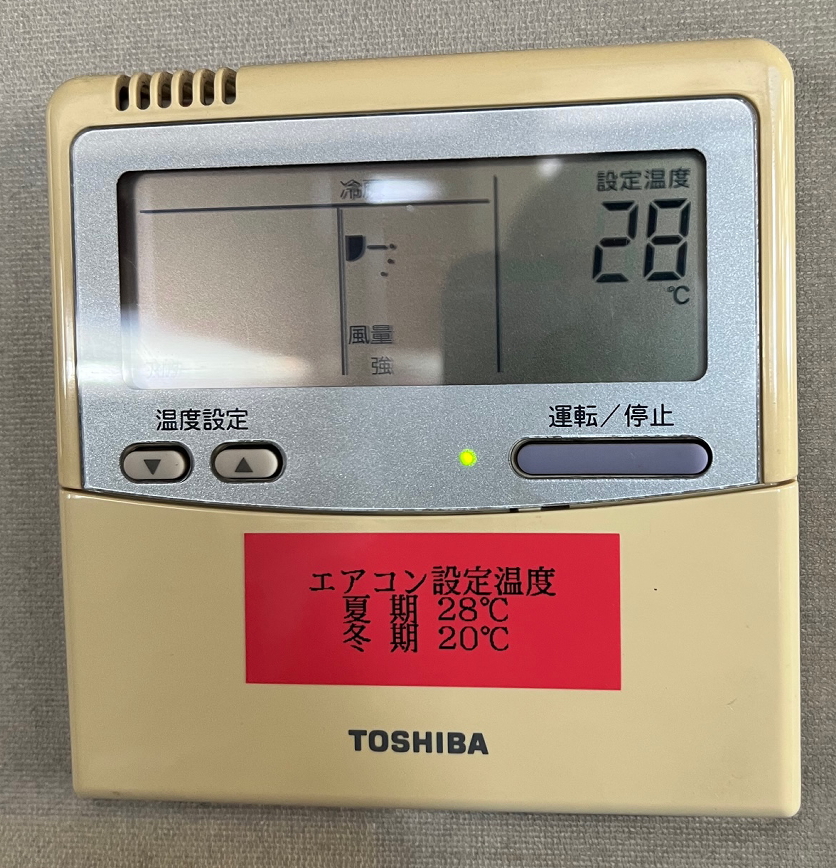 設定温度
28
℃
風量
強
温度設定
▼ ▲
運転／停止
エアコン設定温度
夏 期 28℃
冬 期 20℃
TOSHIBA